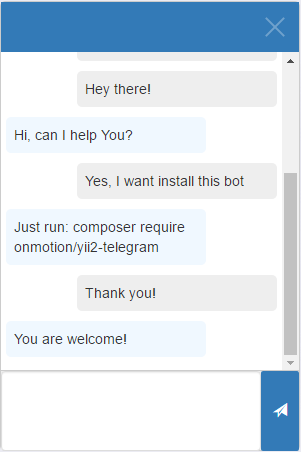 Hey there!
Hi, can I help You?
Yes, I want install this bot
Just run: composer require
onmotion/yii2-telegram
Thank you!
You are welcome!